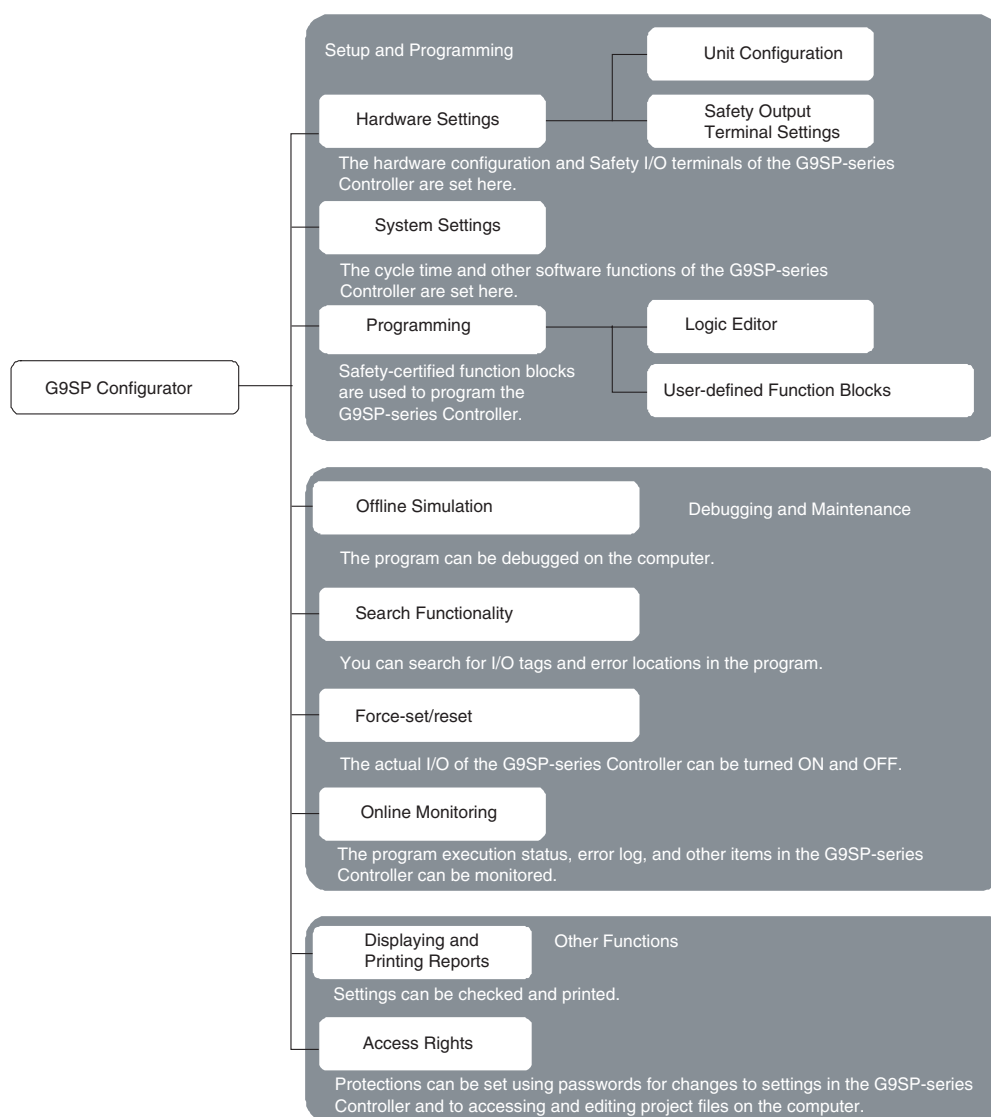 Setup and Programming
Unit Configuration
Hardware Settings
Safety Output
Terminal Settings
The hardware configuration and Safety I/O terminals of the G9SP-series
Controller are set here.
System Settings
The cycle time and other software functions of the G9SP-series
Controller are set here.
Programming
Logic Editor
G9SP Configurator
Safety-certified function blocks
are used to program the
G9SP-series Controller.
User-defined Function Blocks
Offline Simulation
Debugging and Maintenance
The program can be debugged on the computer.
Search Functionality
You can search for I/O tags and error locations in the program.
Force-set/reset
The actual I/O of the G9SP-series Controller can be turned ON and OFF.
Online Monitoring
The program execution status, error log, and other items in the G9SP-series
Controller can be monitored.
Displaying and
Printing Reports
Other Functions
Settings can be checked and printed.
Access Rights
Protections can be set using passwords for changes to settings in the G9SP-series
Controller and to accessing and editing project files on the computer.